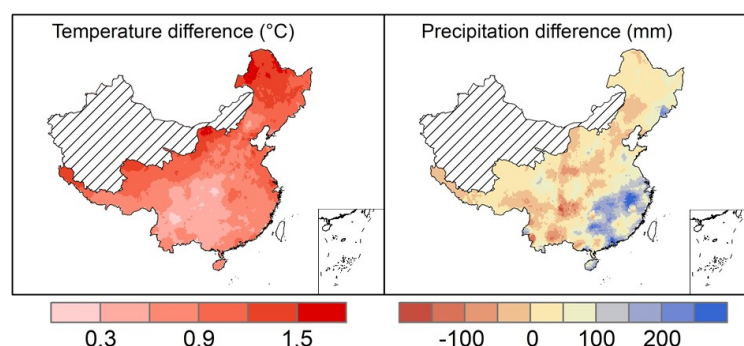 Temperature difference (°C)
Precipitation difference (mm)
0.3 0.9 1.5
-100 0 100 200